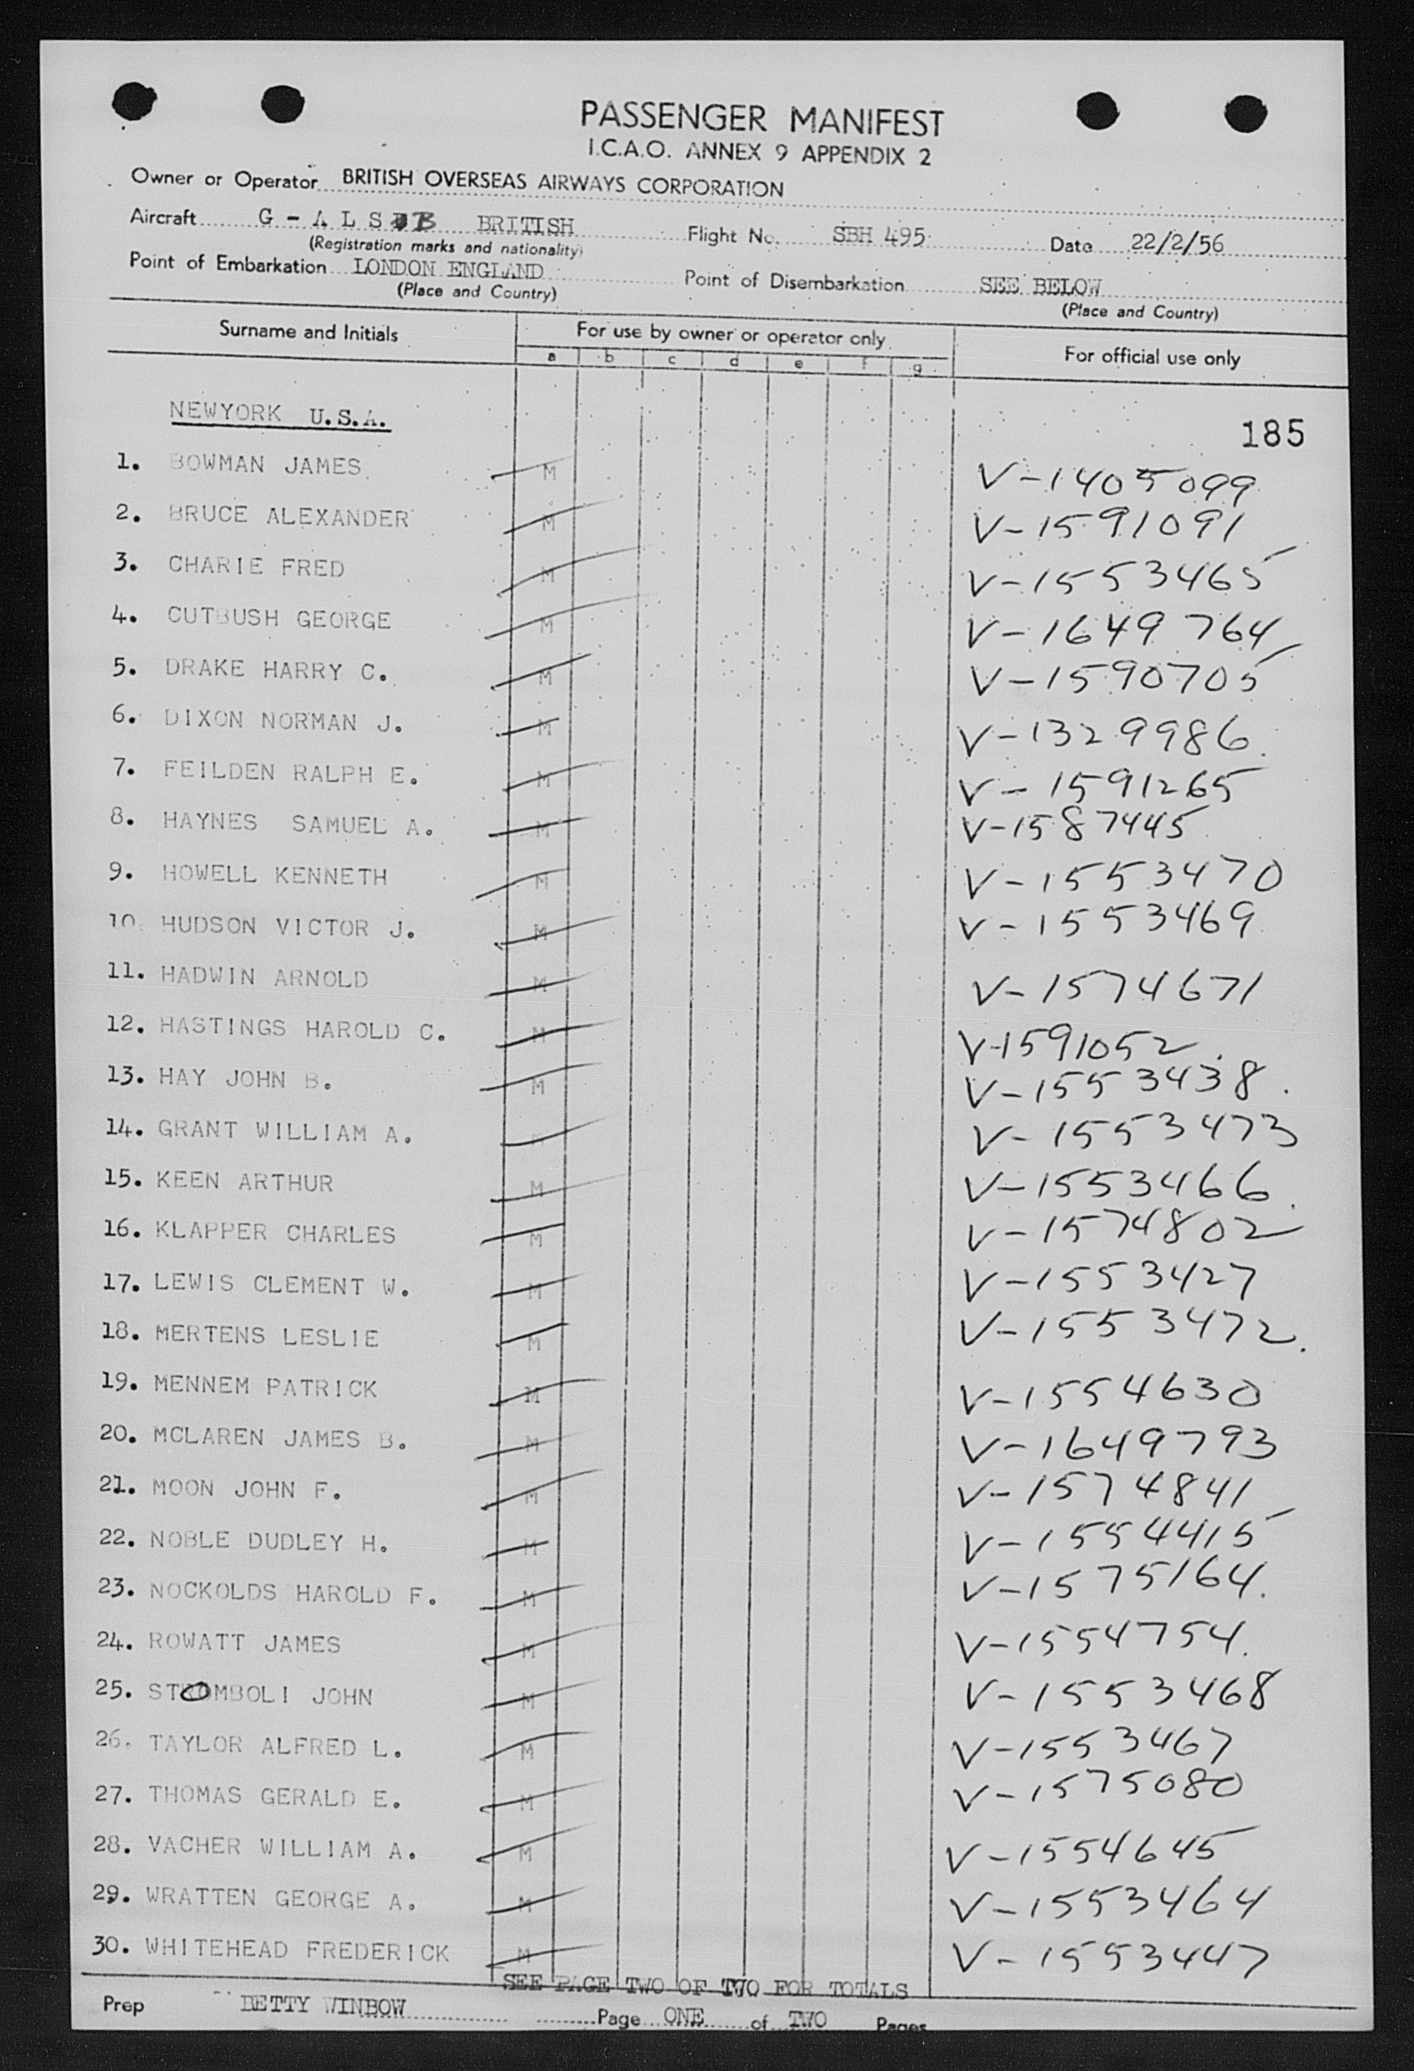 PASSENGER MANIFEST
I.C.A.O. ANNEX 9 APPENDIX 2
Owner or Operator BRITISH OVERSEAS AIRWAYS CORPORATION
Aircraft G - A L S B BRITISH Flight No. SBH 495 Date 22/2/56
(Registration marks and nationality)
Point of Embarkation LONDON ENGLAND Point of Disembarkation SEE BELOW
(Place and Country) (Place and Country)
Surname and Initials For use by owner or operator only For official use only
a b c d e f g
NEWYORK U.S.A.
185
1. BOWMAN JAMES M V-1405099
2. BRUCE ALEXANDER M V-1591091
3. CHARIE FRED M V-1553465
4. CUTBUSH GEORGE M V-1649764
5. DRAKE HARRY C. M V-1590705
6. DIXON NORMAN J. M V-1329986
7. FEILDEN RALPH E. M V-1591265
8. HAYNES SAMUEL A. M V-1587445
9. HOWELL KENNETH M V-1553470
10. HUDSON VICTOR J. M V-1553469
11. HADWIN ARNOLD M V-1574671
12. HASTINGS HAROLD C. M V-1591052
13. HAY JOHN B. M V-1553438
14. GRANT WILLIAM A. V-1553473
15. KEEN ARTHUR M V-1553466
16. KLAPPER CHARLES M V-1574802
17. LEWIS CLEMENT W. M V-1553427
18. MERTENS LESLIE M V-1553472
19. MENNEM PATRICK M V-1554630
20. MCLAREN JAMES B. M V-1649793
21. MOON JOHN F. M V-1574841
22. NOBLE DUDLEY H. M V-1554415
23. NOCKOLDS HAROLD F. M V-1575164
24. ROWATT JAMES M V-1554754
25. STROMBOLI JOHN M V-1553468
26. TAYLOR ALFRED L. M V-1553467
27. THOMAS GERALD E. M V-1575080
28. VACHER WILLIAM A. M V-1554645
29. WRATTEN GEORGE A. M V-1553464
30. WHITEHEAD FREDERICK M V-1553447
SEE PAGE TWO OF TWO FOR TOTALS
Prep BETTY WINBOW Page ONE of TWO Pages